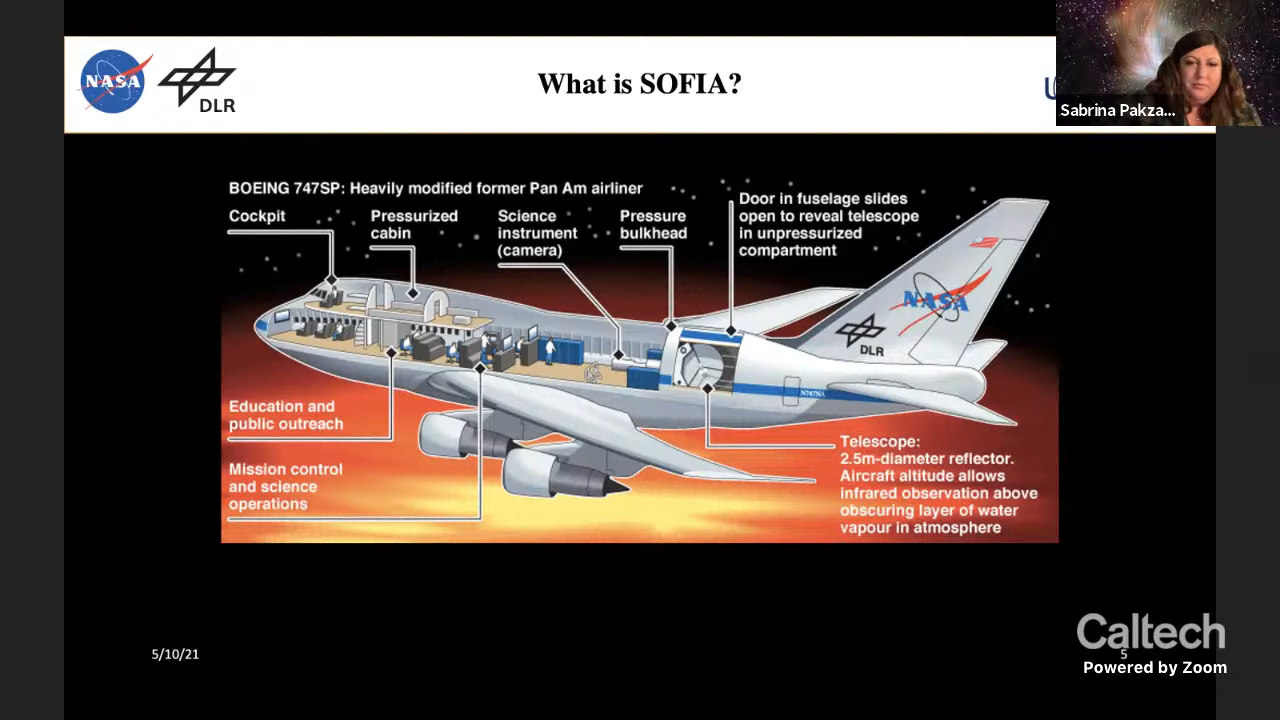 NASA
DLR
What is SOFIA?
Sabrina Pakza...
BOEING 747SP: Heavily modified former Pan Am airliner
Cockpit
Pressurized
cabin
Science
instrument
(camera)
Pressure
bulkhead
Door in fuselage slides
open to reveal telescope
in unpressurized
compartment
NASA
DLR
N747NA
Education and
public outreach
Mission control
and science
operations
Telescope:
2.5m-diameter reflector.
Aircraft altitude allows
infrared observation above
obscuring layer of water
vapour in atmosphere
5/10/21
5
Caltech
Powered by Zoom